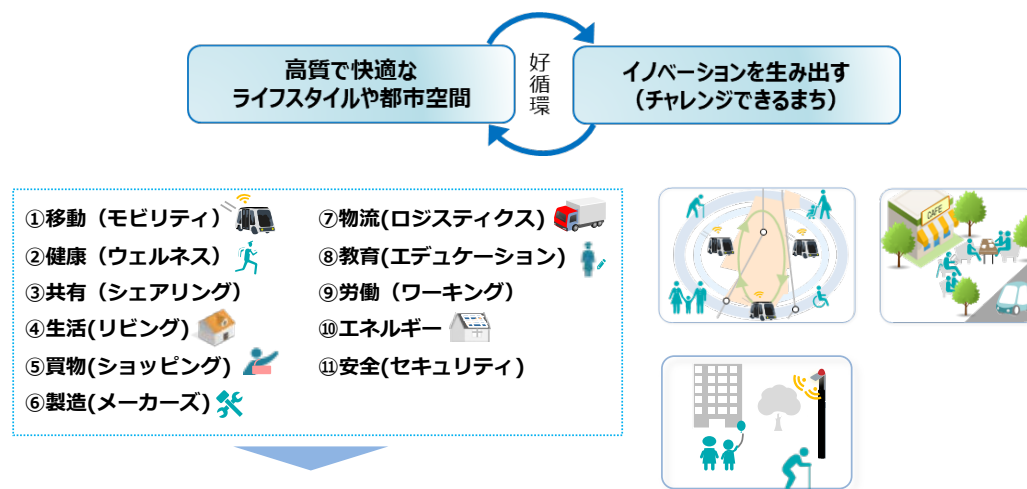 高質で快適な
ライフスタイルや都市空間
好循環
イノベーションを生み出す
（チャレンジできるまち）
①移動（モビリティ）
②健康（ウェルネス）
③共有（シェアリング）
④生活(リビング)
⑤買物(ショッピング)
⑥製造(メーカーズ)
⑦物流(ロジスティクス)
⑧教育(エデュケーション)
⑨労働（ワーキング）
⑩エネルギー
⑪安全(セキュリティ)
CAFE